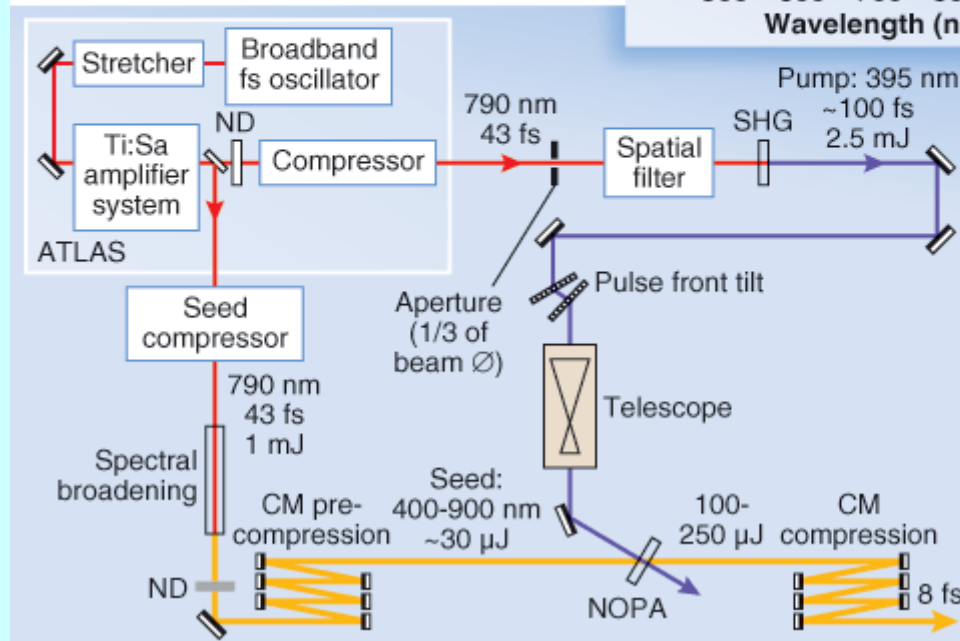 Wavelength (n
Stretcher
Broadband
fs oscillator
Ti:Sa
amplifier
system
ND
Compressor
ATLAS
790 nm
43 fs
Spatial
filter
SHG
Pump: 395 nm
~100 fs
2.5 mJ
Aperture
(1/3 of
beam ∅)
Pulse front tilt
Seed
compressor
790 nm
43 fs
1 mJ
Telescope
Spectral
broadening
CM pre-
compression
Seed:
400-900 nm
~30 µJ
100-
250 µJ
CM
compression
ND
NOPA
8 fs